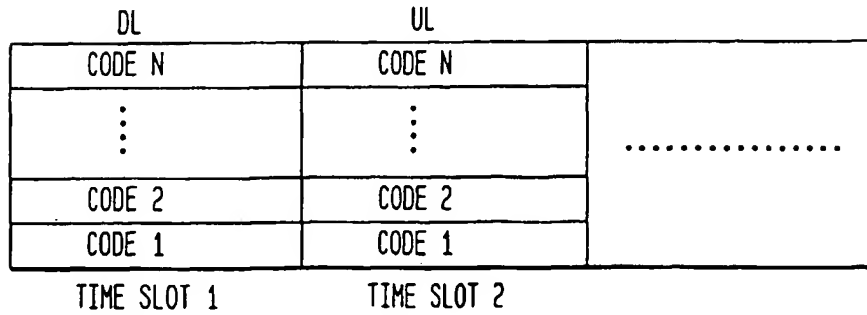 DL UL
CODE N CODE N
CODE 2 CODE 2
CODE 1 CODE 1
TIME SLOT 1 TIME SLOT 2